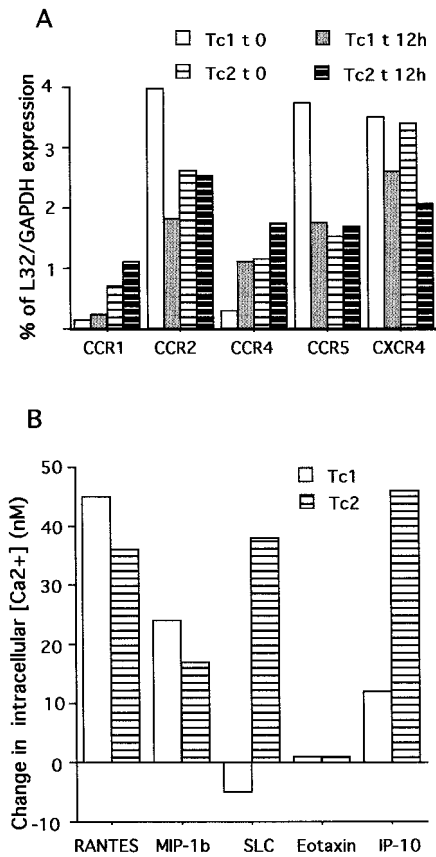 A
Tc1 t 0
Tc1 t 12h
Tc2 t 0
Tc2 t 12h
% of L32/GAPDH expression
4
3
2
1
CCR1 CCR2 CCR4 CCR5 CXCR4
B
Tc1
Tc2
Change in intracellular [Ca2+] (nM)
50
40
30
20
10
0
-10
RANTES MIP-1b SLC Eotaxin IP-10